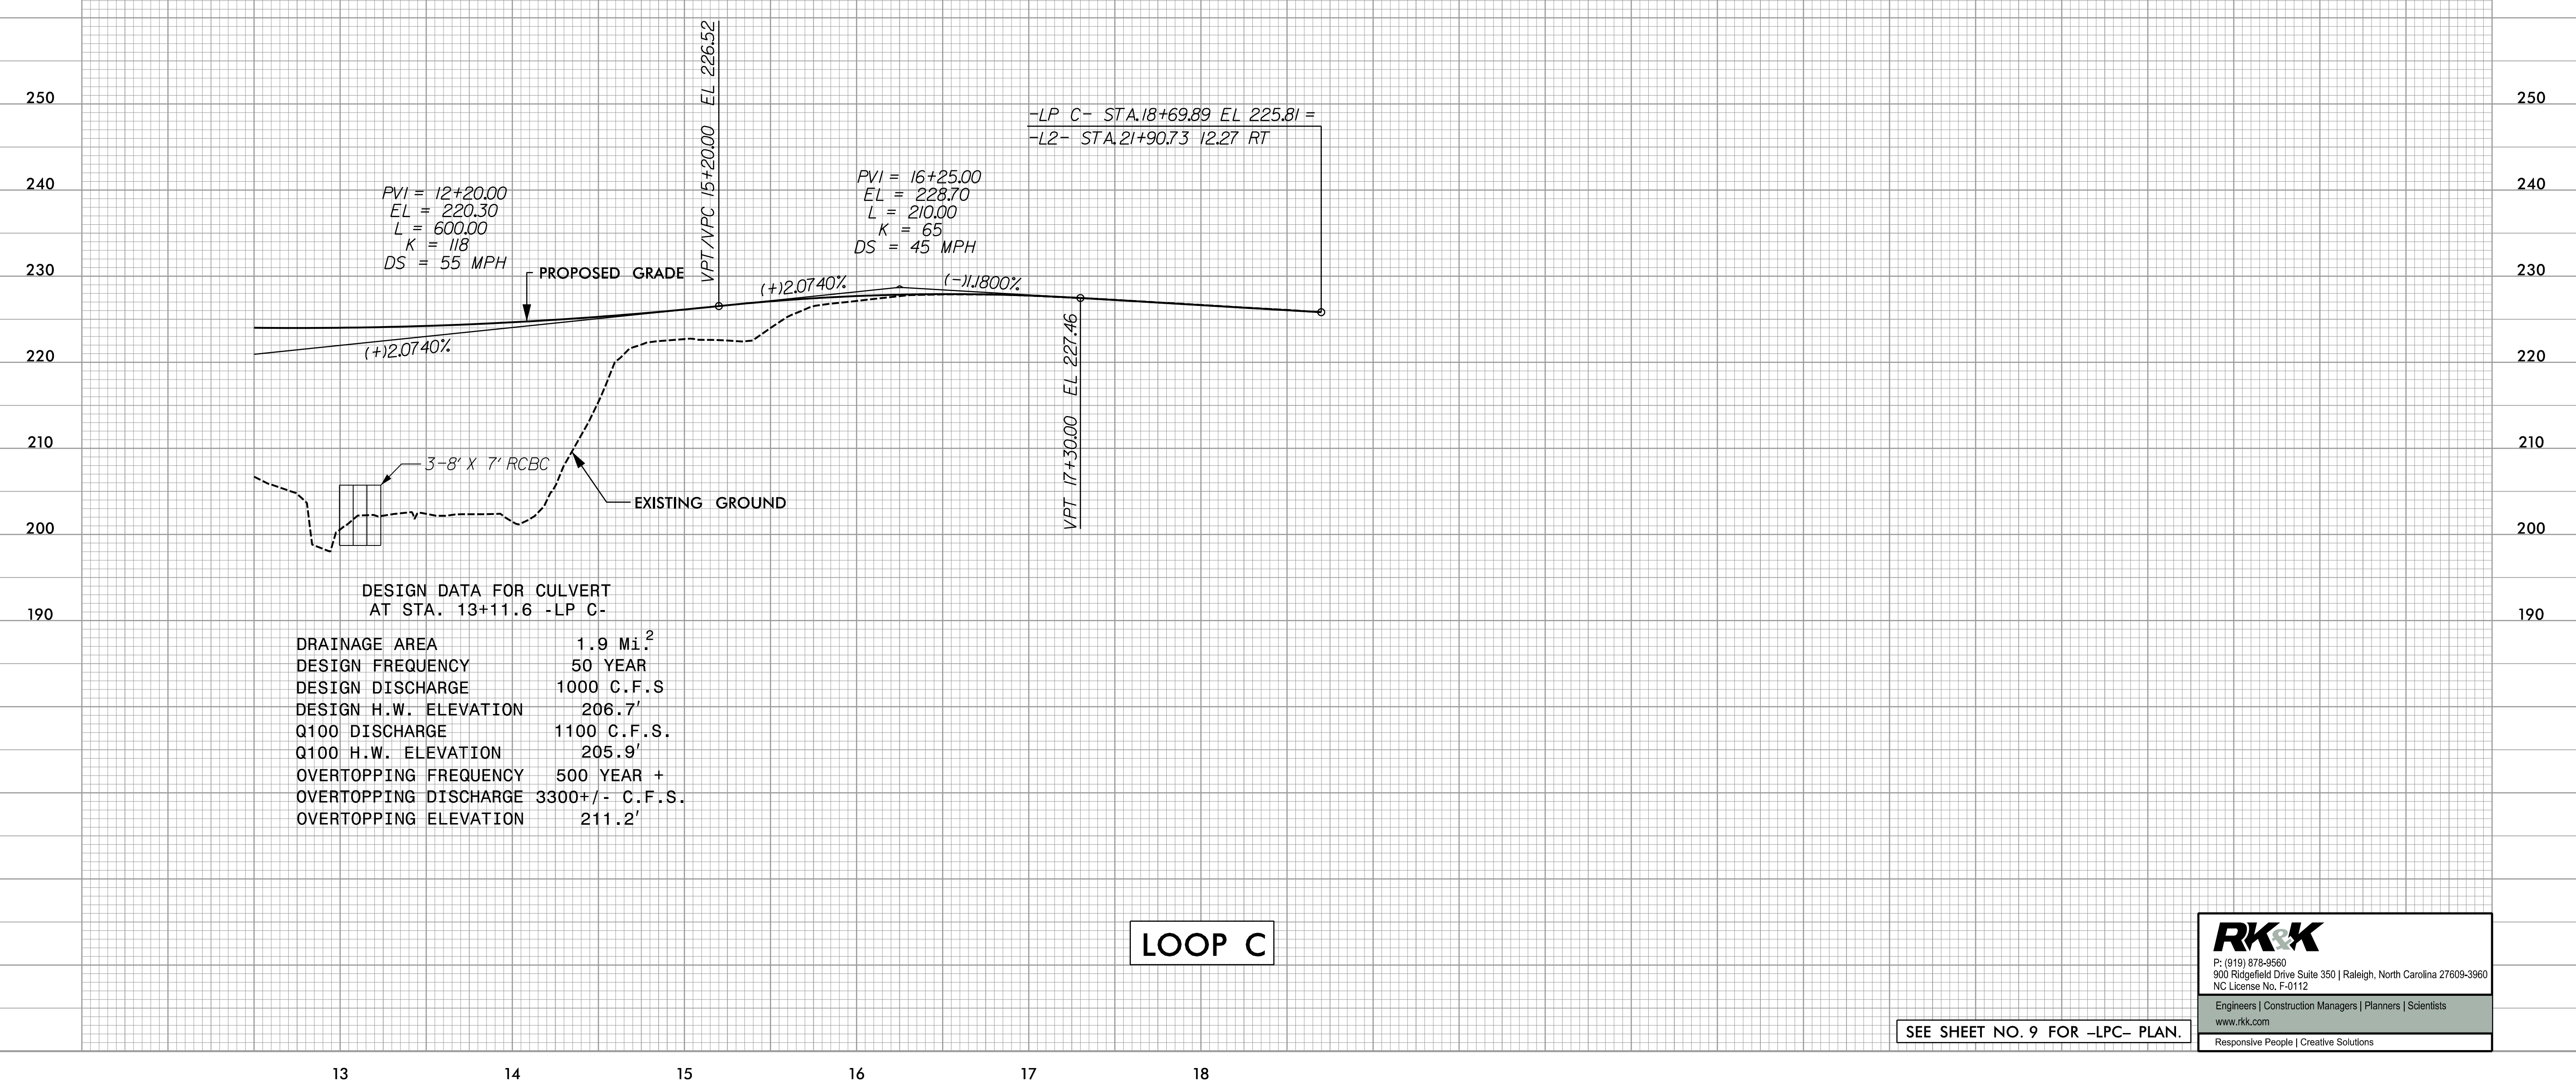 VPT/VPC 15+20.00 EL 226.52
-LP C- STA.18+69.89 EL 225.81 =
-L2- STA.21+90.73 12.27 RT
PVI = 12+20.00
EL = 220.30
L = 600.00
K = 118
DS = 55 MPH
PVI = 16+25.00
EL = 228.70
L = 210.00
K = 65
DS = 45 MPH
PROPOSED GRADE
(+)2.0740%
(-)1.1800%
(+)2.0740%
VPT 17+30.00 EL 227.46
3-8' X 7' RCBC
EXISTING GROUND
250 250
240 240
230 230
220 220
210 210
200 200
190 190
DESIGN DATA FOR CULVERT
AT STA. 13+11.6 -LP C-
DRAINAGE AREA 1.9 Mi.²
DESIGN FREQUENCY 50 YEAR
DESIGN DISCHARGE 1000 C.F.S
DESIGN H.W. ELEVATION 206.7'
Q100 DISCHARGE 1100 C.F.S.
Q100 H.W. ELEVATION 205.9'
OVERTOPPING FREQUENCY 500 YEAR +
OVERTOPPING DISCHARGE 3300+/- C.F.S.
OVERTOPPING ELEVATION 211.2'
LOOP C
RK&K
P: (919) 878-9560
900 Ridgefield Drive Suite 350 | Raleigh, North Carolina 27609-3960
NC License No. F-0112
Engineers | Construction Managers | Planners | Scientists
www.rkk.com
Responsive People | Creative Solutions
SEE SHEET NO. 9 FOR –LPC– PLAN.
13 14 15 16 17 18